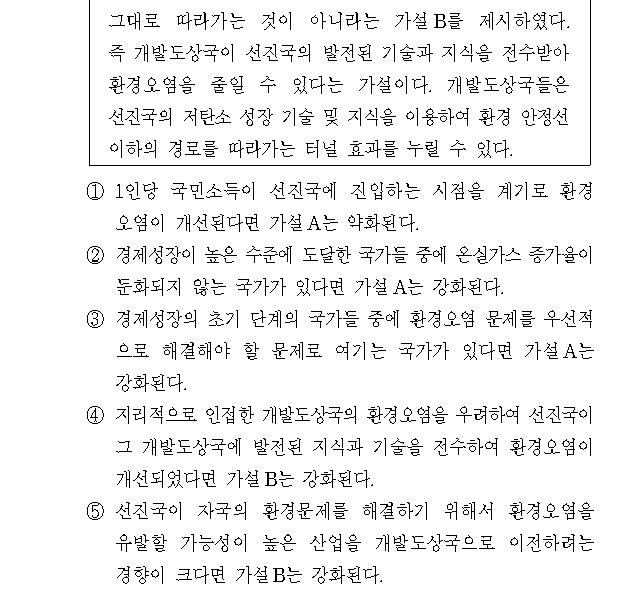 그대로 따라가는 것이 아니라는 가설 B를 제시하였다.
즉 개발도상국이 선진국의 발전된 기술과 지식을 전수받아
환경오염을 줄일 수 있다는 가설이다. 개발도상국들은
선진국의 저탄소 성장 기술 및 지식을 이용하여 환경 안정선
이하의 경로를 따라가는 터널 효과를 누릴 수 있다.
① 1인당 국민소득이 선진국에 진입하는 시점을 계기로 환경
오염이 개선된다면 가설 A는 약화된다.
② 경제성장이 높은 수준에 도달한 국가들 중에 온실가스 증가율이
둔화되지 않는 국가가 있다면 가설 A는 강화된다.
③ 경제성장의 초기 단계의 국가들 중에 환경오염 문제를 우선적
으로 해결해야 할 문제로 여기는 국가가 있다면 가설 A는
강화된다.
④ 지리적으로 인접한 개발도상국의 환경오염을 우려하여 선진국이
그 개발도상국에 발전된 지식과 기술을 전수하여 환경오염이
개선되었다면 가설 B는 강화된다.
⑤ 선진국이 자국의 환경문제를 해결하기 위해서 환경오염을
유발할 가능성이 높은 산업을 개발도상국으로 이전하려는
경향이 크다면 가설 B는 강화된다.